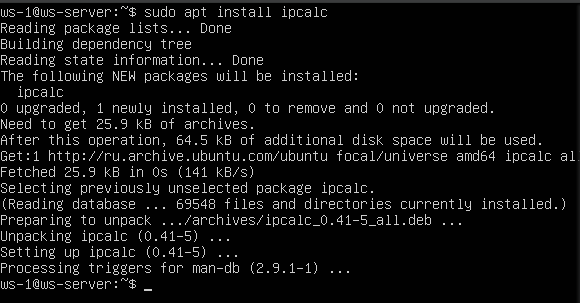 ws-1@ws-server:~$ sudo apt install ipcalc
Reading package lists... Done
Building dependency tree
Reading state information... Done
The following NEW packages will be installed:
  ipcalc
0 upgraded, 1 newly installed, 0 to remove and 0 not upgraded.
Need to get 25.9 kB of archives.
After this operation, 64.5 kB of additional disk space will be used.
Get:1 http://ru.archive.ubuntu.com/ubuntu focal/universe amd64 ipcalc al
Fetched 25.9 kB in 0s (141 kB/s)
Selecting previously unselected package ipcalc.
(Reading database ... 69548 files and directories currently installed.)
Preparing to unpack .../archives/ipcalc_0.41-5_all.deb ...
Unpacking ipcalc (0.41-5) ...
Setting up ipcalc (0.41-5) ...
Processing triggers for man-db (2.9.1-1) ...
ws-1@ws-server:~$ _